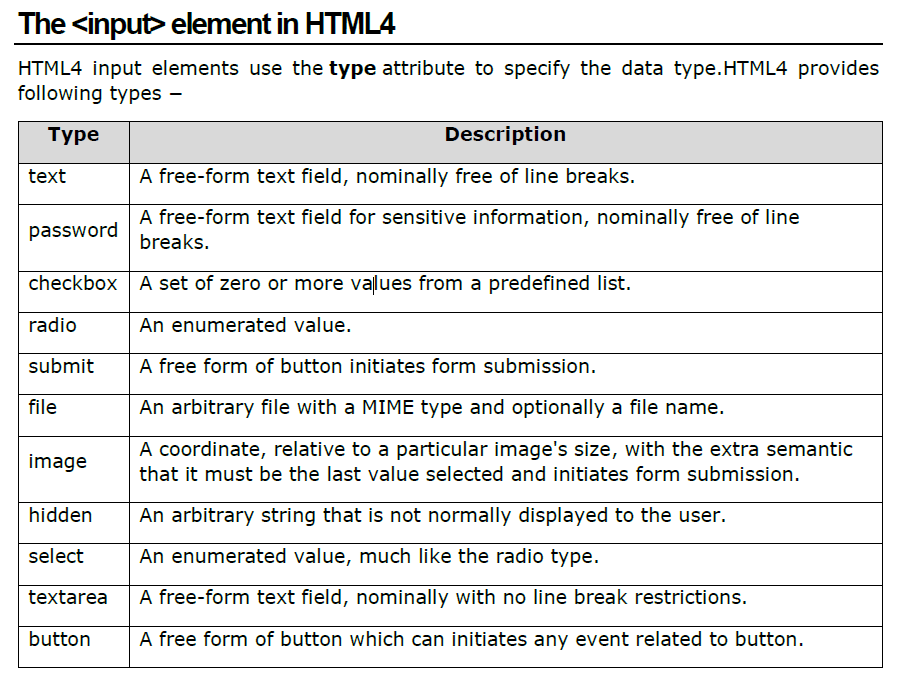 The <input> element in HTML4
HTML4 input elements use the type attribute to specify the data type.HTML4 provides
following types −
Type Description
text A free-form text field, nominally free of line breaks.
password A free-form text field for sensitive information, nominally free of line
breaks.
checkbox A set of zero or more values from a predefined list.
radio An enumerated value.
submit A free form of button initiates form submission.
file An arbitrary file with a MIME type and optionally a file name.
image A coordinate, relative to a particular image's size, with the extra semantic
that it must be the last value selected and initiates form submission.
hidden An arbitrary string that is not normally displayed to the user.
select An enumerated value, much like the radio type.
textarea A free-form text field, nominally with no line break restrictions.
button A free form of button which can initiates any event related to button.